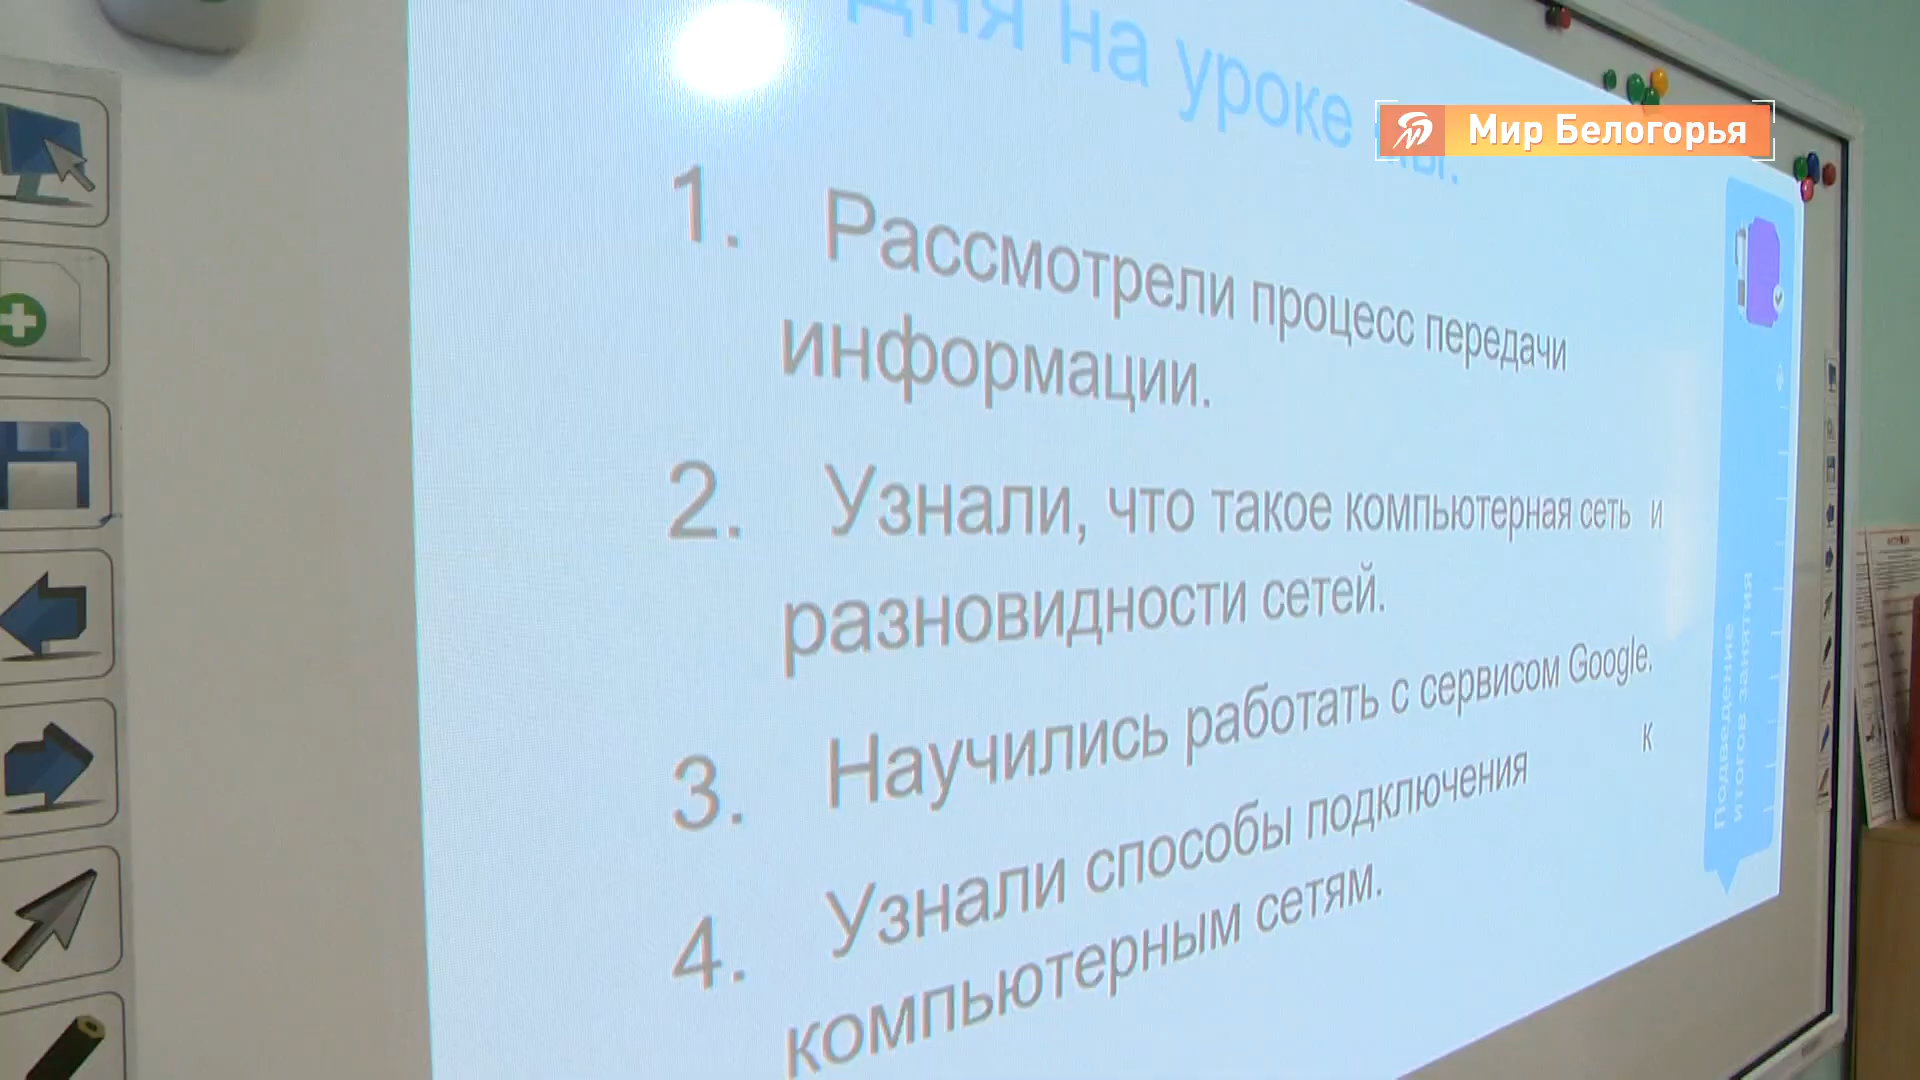 на уроке
Мир Белогорья
1. Рассмотрели процесс передачи
информации.
2. Узнали, что такое компьютерная сеть и
разновидности сетей.
3. Научились работать с сервисом Google.
4. Узнали способы подключения к
компьютерным сетям.
Подведение
итогов занятия